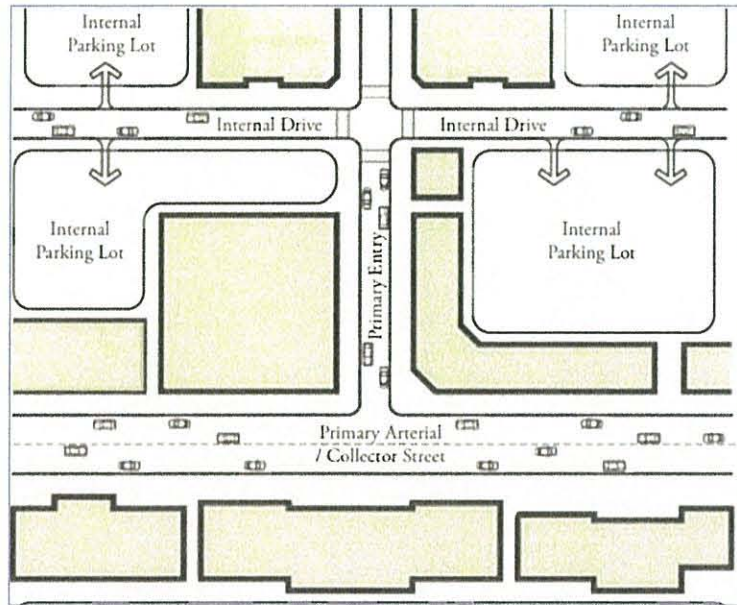 Internal
Parking Lot
Internal
Parking Lot
Internal Drive
Internal Drive
Internal
Parking Lot
Primary Entry
Internal
Parking Lot
Primary Arterial
/ Collector Street